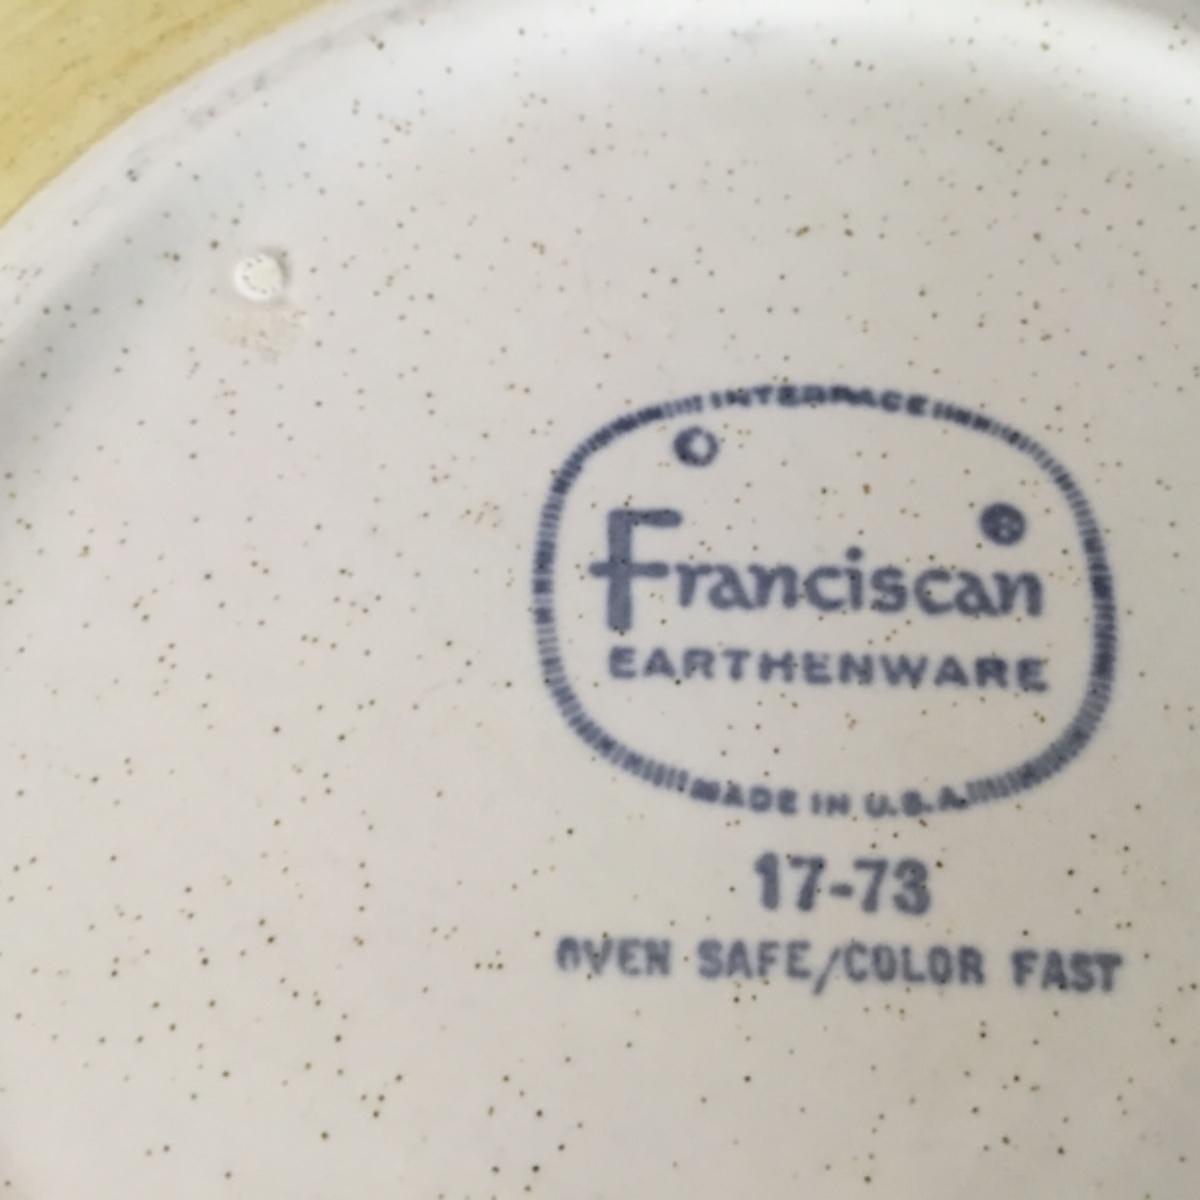 INTERPACE
©
®
Franciscan
EARTHENWARE
MADE IN U.S.A.
17-73
OVEN SAFE/COLOR FAST